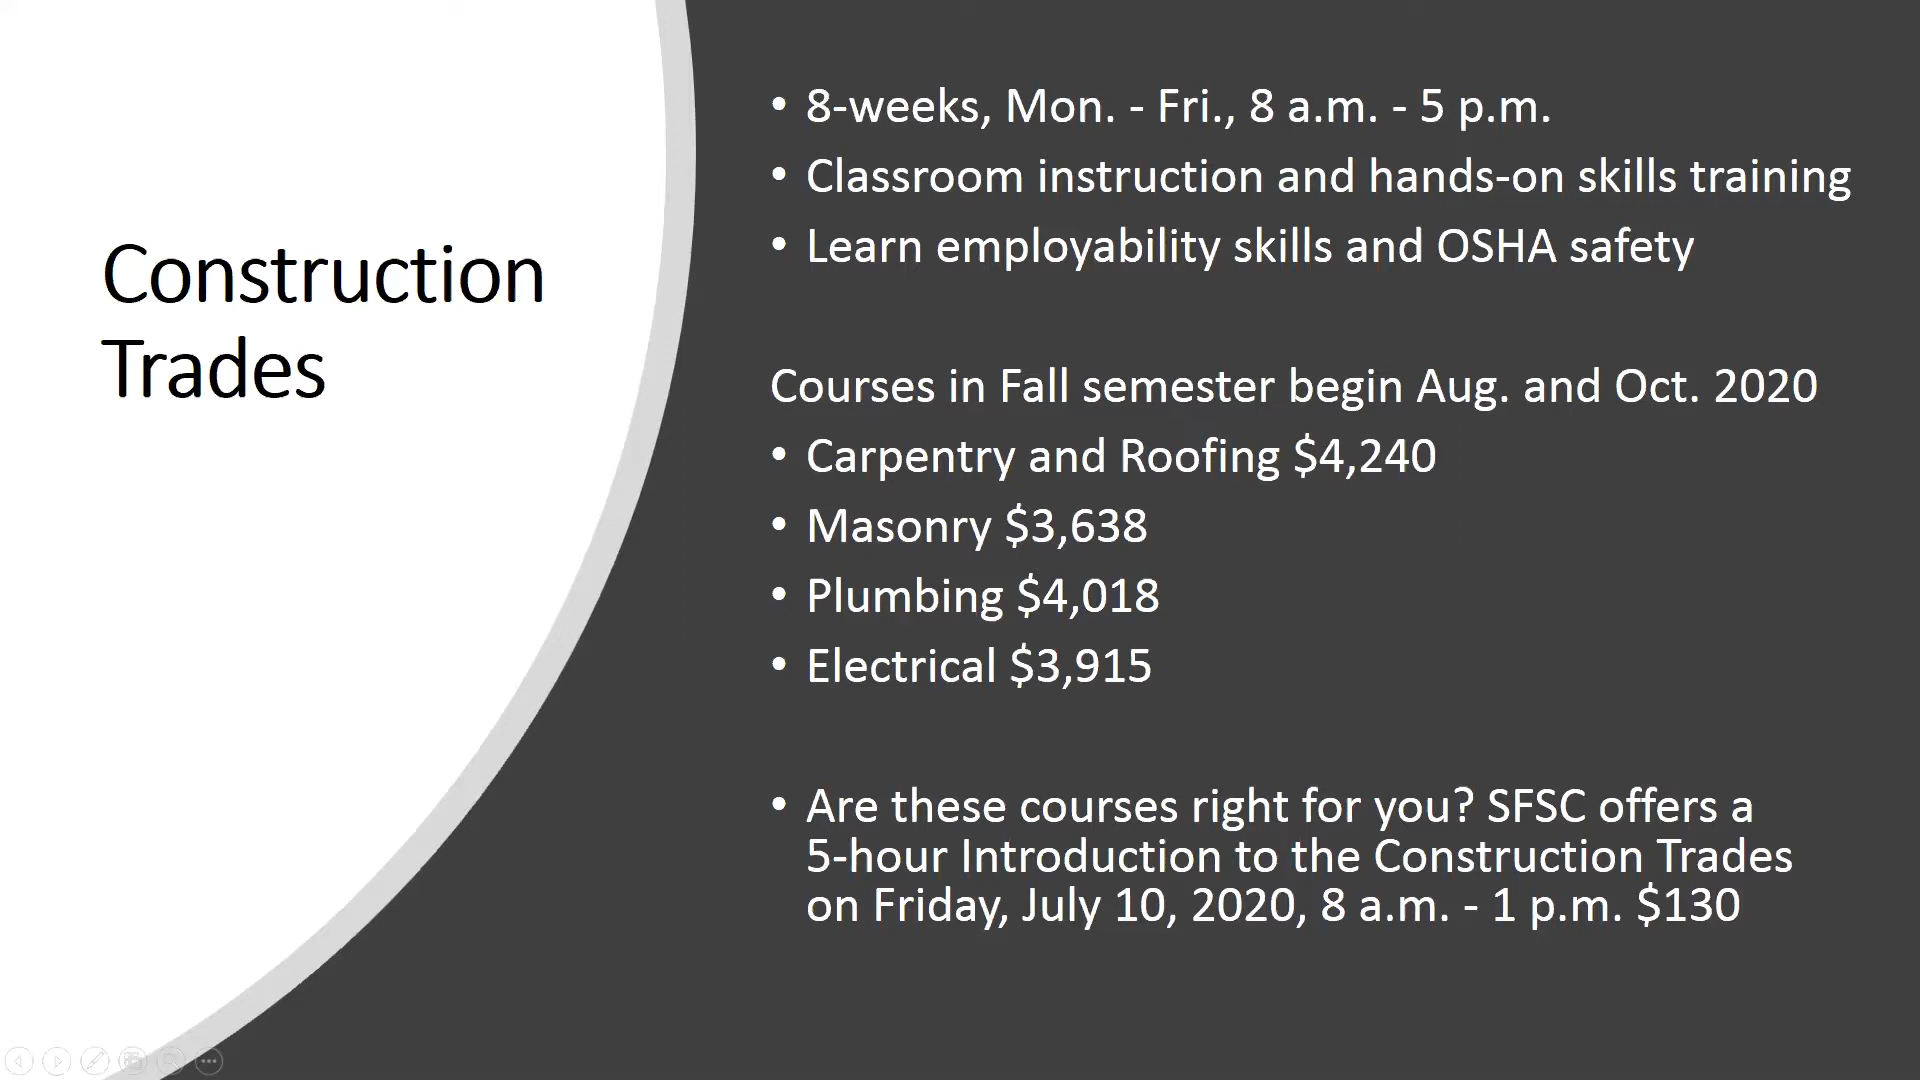 Construction
Trades
• 8-weeks, Mon. - Fri., 8 a.m. - 5 p.m.
• Classroom instruction and hands-on skills training
• Learn employability skills and OSHA safety
Courses in Fall semester begin Aug. and Oct. 2020
• Carpentry and Roofing $4,240
• Masonry $3,638
• Plumbing $4,018
• Electrical $3,915
• Are these courses right for you? SFSC offers a
5-hour Introduction to the Construction Trades
on Friday, July 10, 2020, 8 a.m. - 1 p.m. $130